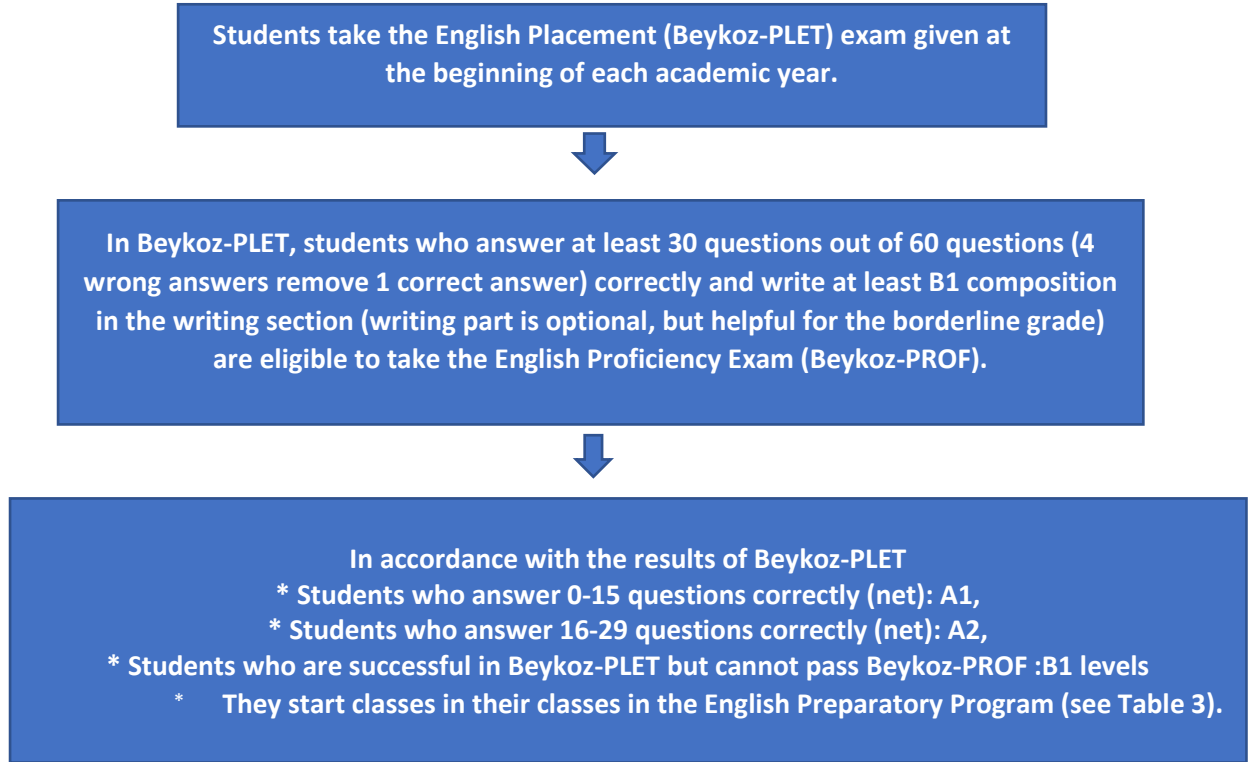 Students take the English Placement (Beykoz-PLET) exam given at
the beginning of each academic year.
In Beykoz-PLET, students who answer at least 30 questions out of 60 questions (4
wrong answers remove 1 correct answer) correctly and write at least B1 composition
in the writing section (writing part is optional, but helpful for the borderline grade)
are eligible to take the English Proficiency Exam (Beykoz-PROF).
In accordance with the results of Beykoz-PLET
* Students who answer 0-15 questions correctly (net): A1,
* Students who answer 16-29 questions correctly (net): A2,
* Students who are successful in Beykoz-PLET but cannot pass Beykoz-PROF :B1 levels
* They start classes in their classes in the English Preparatory Program (see Table 3).